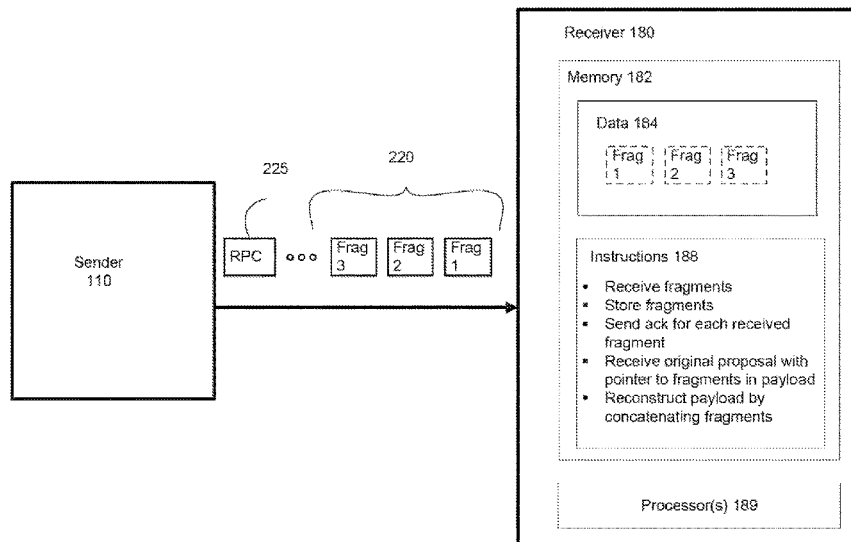 Receiver 180
Memory 182
Data 184
Frag
1
Frag
2
Frag
3
225
220
Sender
110
RPC
Frag
3
Frag
2
Frag
1
Instructions 188
• Receive fragments
• Store fragments
• Send ack for each received
fragment
• Receive original proposal with
pointer to fragments in payload
• Reconstruct payload by
concatenating fragments
Processor(s) 189